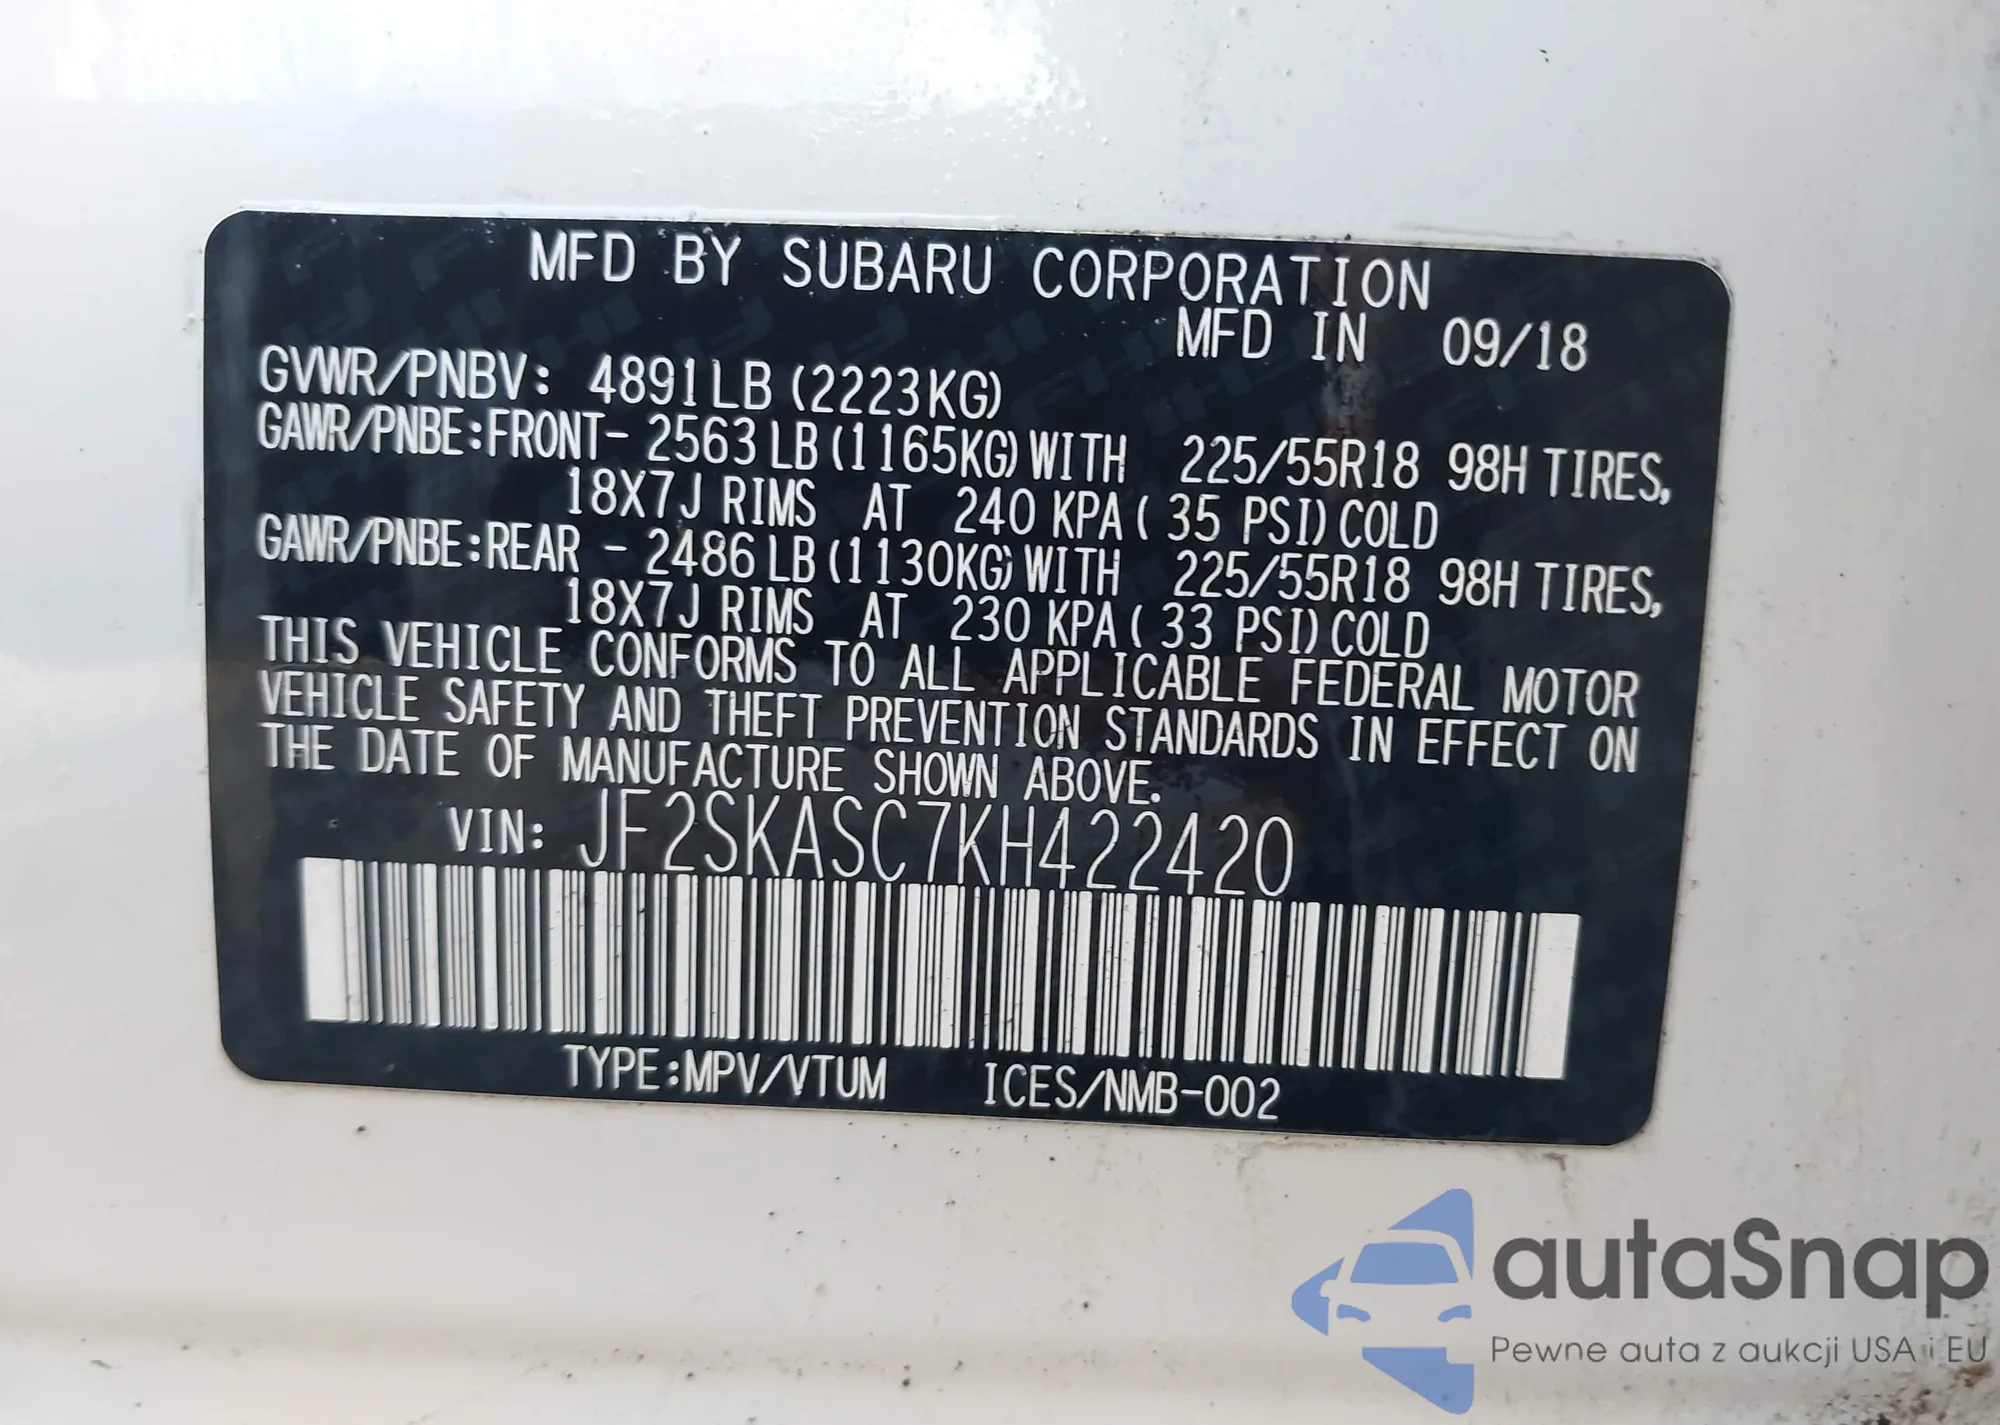 MFD BY SUBARU CORPORATION
MFD IN 09/18
GVWR/PNBV: 4891LB (2223KG)
GAWR/PNBE:FRONT- 2563LB (1165KG) WITH 225/55R18 98H TIRES,
18X7J RIMS AT 240 KPA ( 35 PSI) COLD
GAWR/PNBE:REAR - 2486LB (1130KG) WITH 225/55R18 98H TIRES,
18X7J RIMS AT 230 KPA ( 33 PSI) COLD
THIS VEHICLE CONFORMS TO ALL APPLICABLE FEDERAL MOTOR
VEHICLE SAFETY AND THEFT PREVENTION STANDARDS IN EFFECT ON
THE DATE OF MANUFACTURE SHOWN ABOVE.
VIN: JF2SKASC7KH422420
TYPE:MPV/VTUM ICES/NMB-002
autaSnap
Pewne auta z aukcji USA i EU